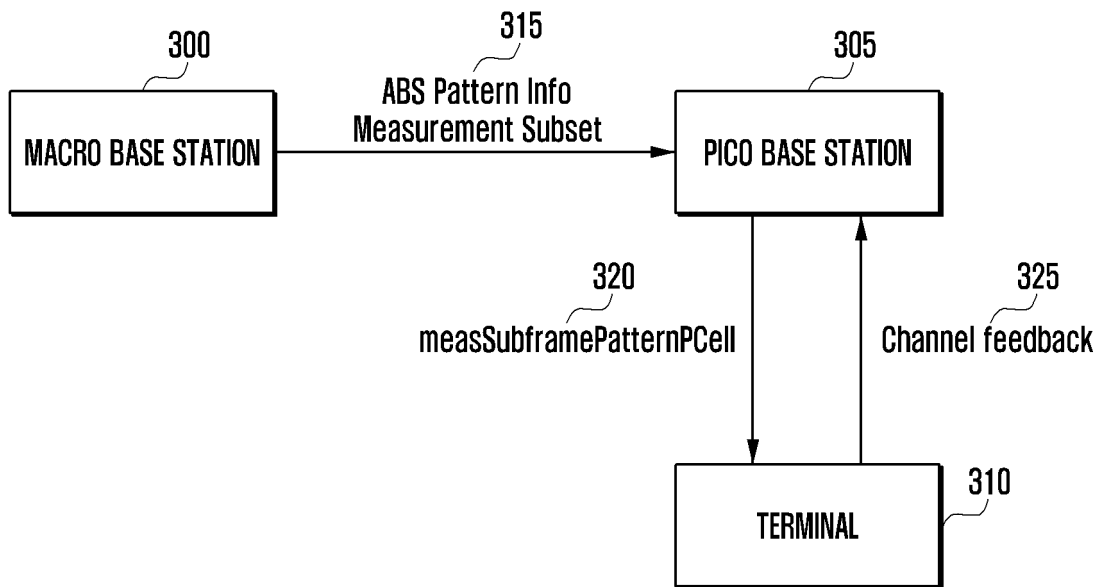 300
315
305
ABS Pattern Info
Measurement Subset
MACRO BASE STATION
PICO BASE STATION
320
325
measSubframePatternPCell
Channel feedback
310
TERMINAL